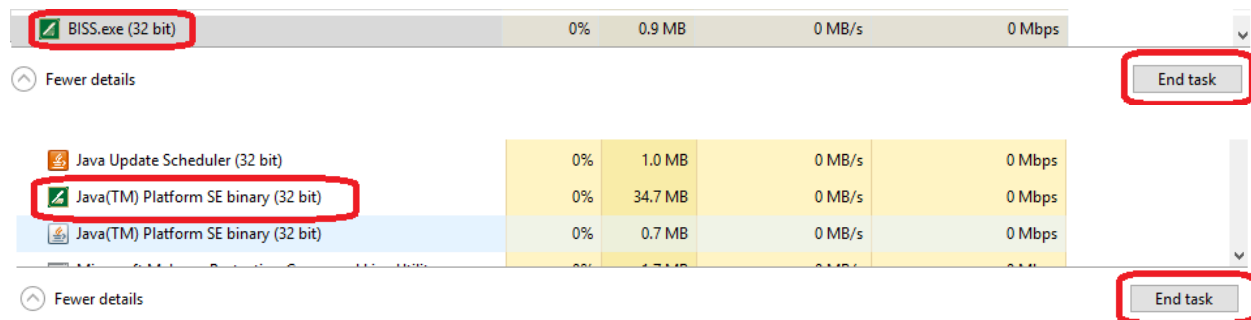 BISS.exe (32 bit) 0% 0.9 MB 0 MB/s 0 Mbps
Fewer details End task
Java Update Scheduler (32 bit) 0% 1.0 MB 0 MB/s 0 Mbps
Java(TM) Platform SE binary (32 bit) 0% 34.7 MB 0 MB/s 0 Mbps
Java(TM) Platform SE binary (32 bit) 0% 0.7 MB 0 MB/s 0 Mbps
Fewer details End task